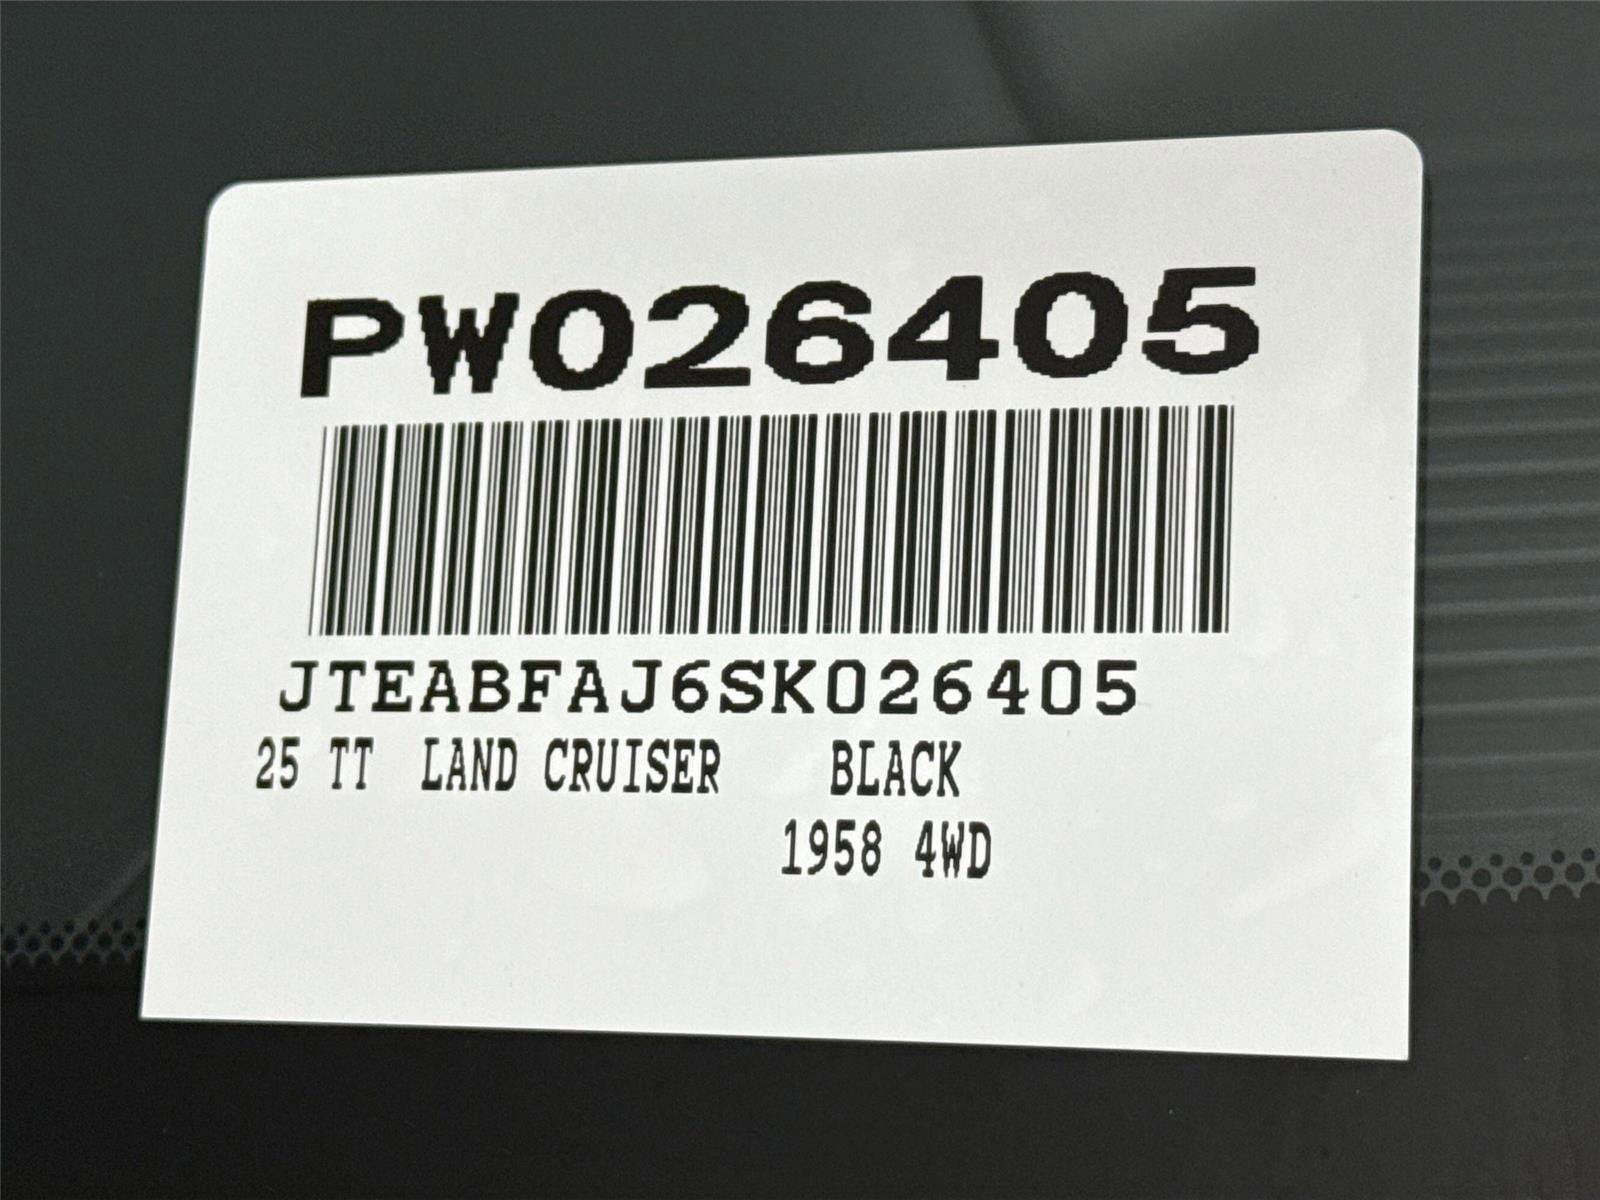 PW026405
JTEABFAJ6SK026405
25 TT LAND CRUISER BLACK
1958 4WD